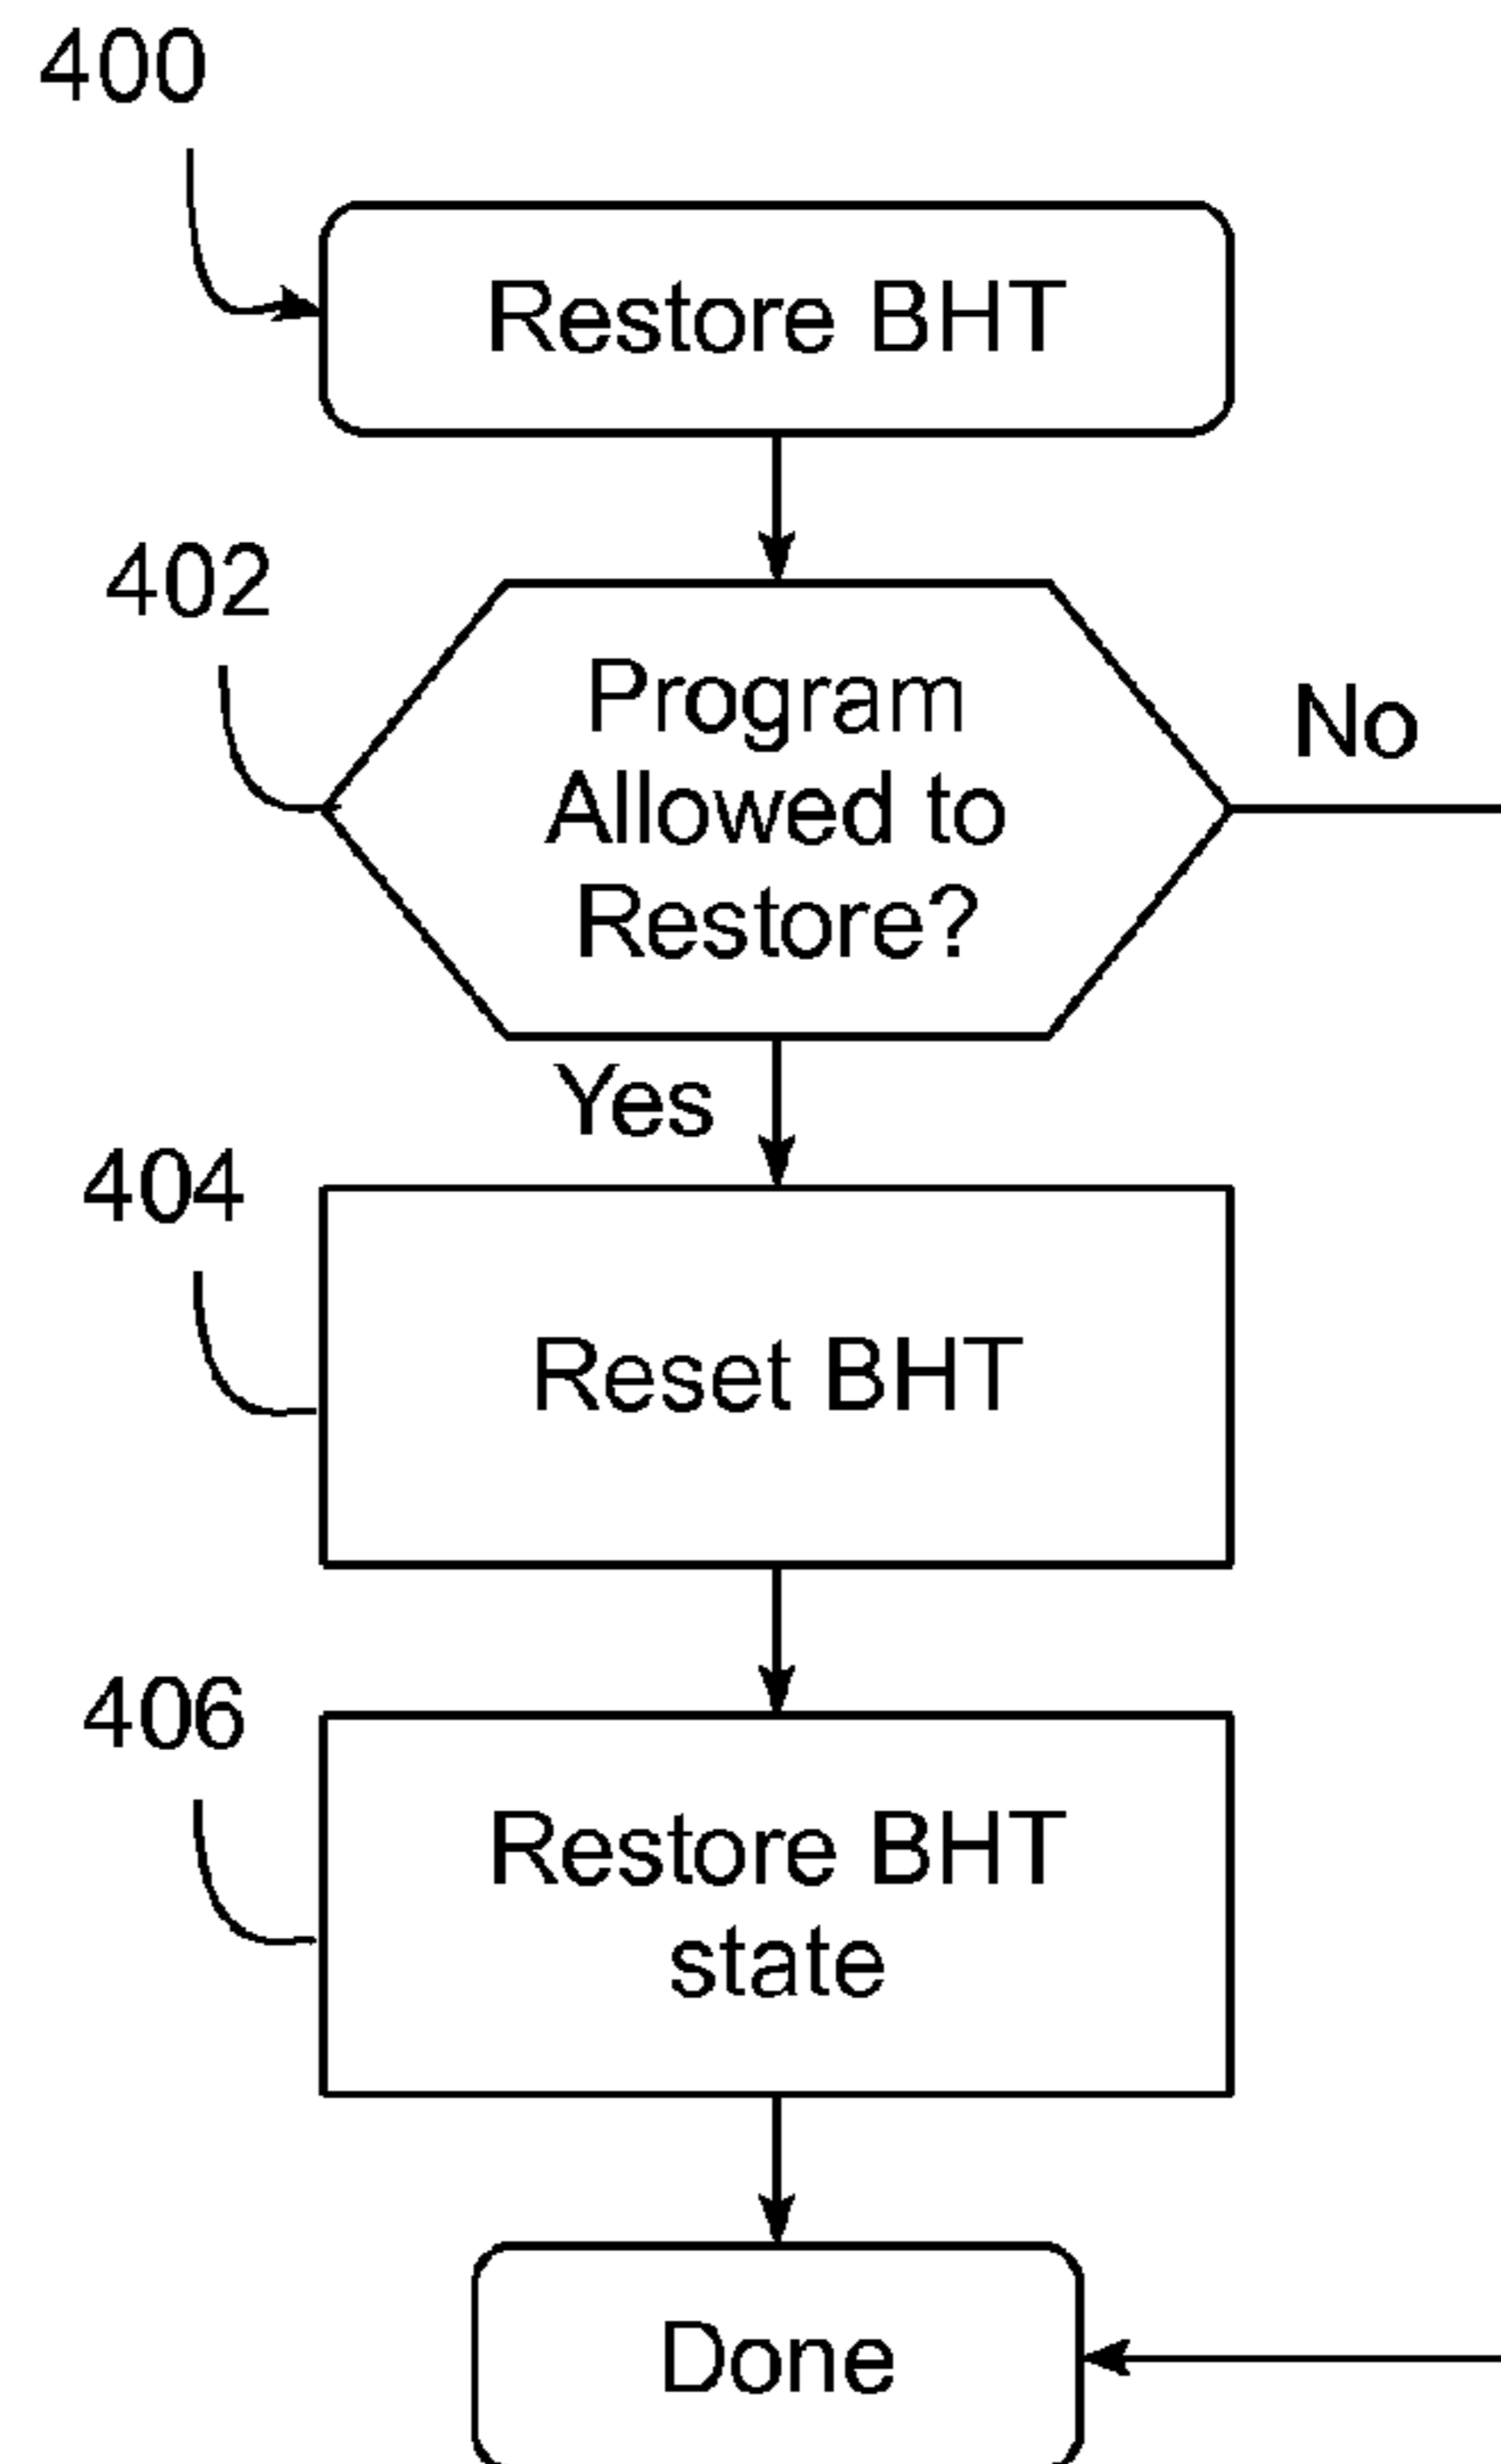 400
Restore BHT
402
Program
Allowed to
Restore?
No
Yes
404
Reset BHT
406
Restore BHT
state
Done